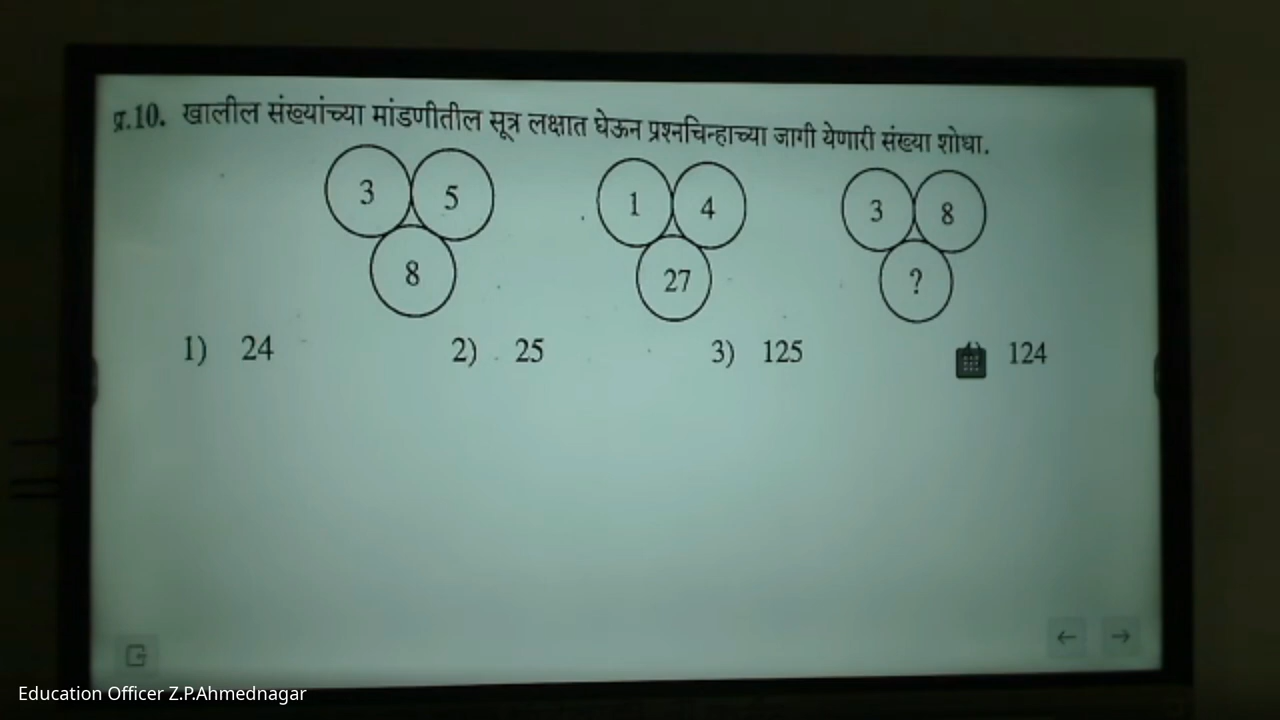 प्र.10. खालील संख्यांच्या मांडणीतील सूत्र लक्षात घेऊन प्रश्नचिन्हाच्या जागी येणारी संख्या शोधा.
3 5 1 4 3 8
8 27 ?
1) 24 2) 25 3) 125 124
Education Officer Z.P.Ahmednagar